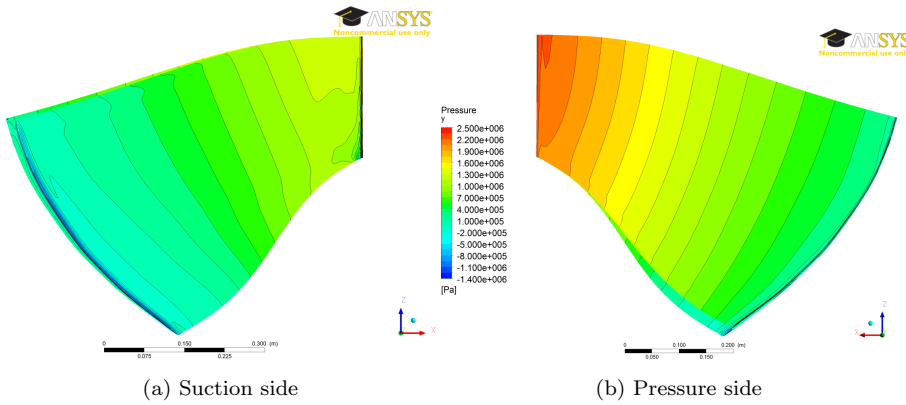 ANSYS
Noncommercial use only
ANSYS
Noncommercial use only
Pressure
y
2.500e+006
2.200e+006
1.900e+006
1.600e+006
1.300e+006
1.000e+006
7.000e+005
4.000e+005
1.000e+005
-2.000e+005
-5.000e+005
-8.000e+005
-1.100e+006
-1.400e+006
[Pa]
Z
X
Z
X
0 0.150 0.300 (m)
0.075 0.225
0 0.100 0.200 (m)
0.050 0.150
(a) Suction side
(b) Pressure side